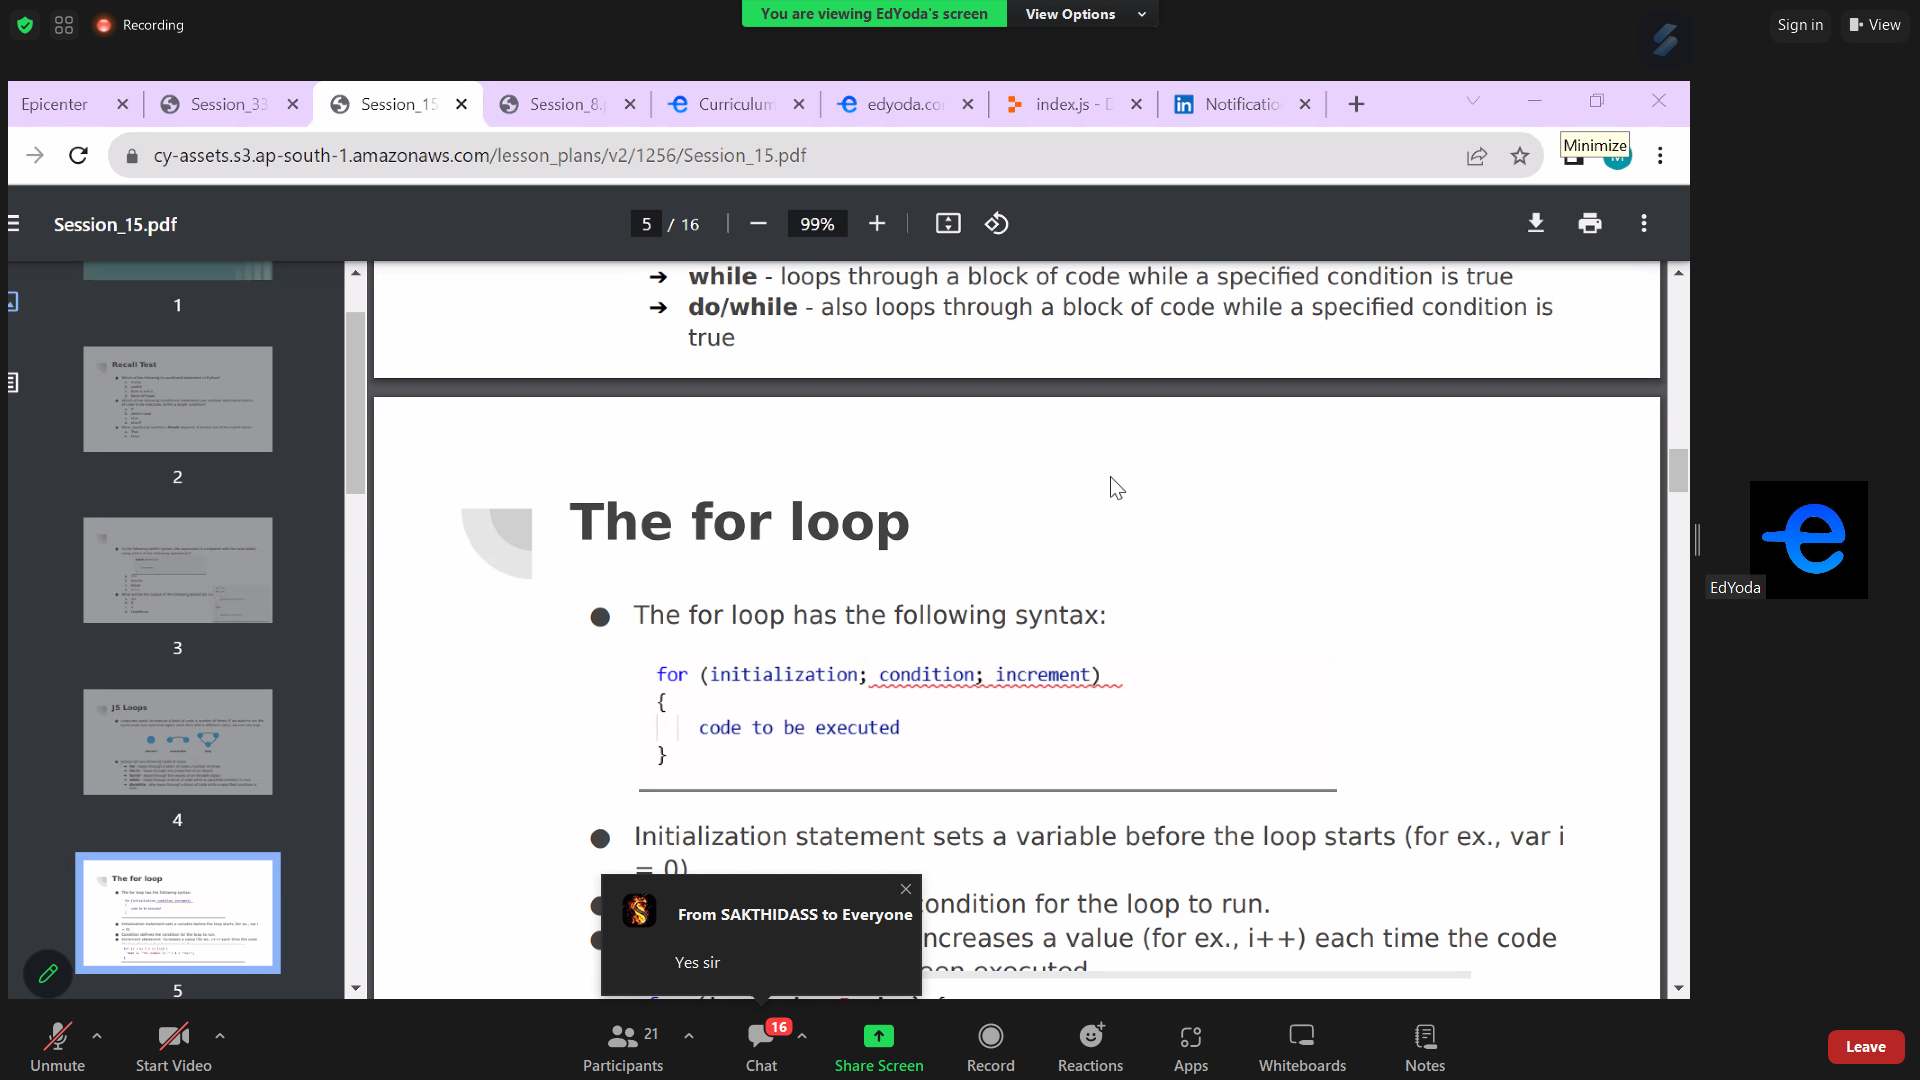 Recording
You are viewing EdYoda's screen
View Options
Sign in
View
Epicenter
Session_33
Session_15
Session_8.
Curriculum
edyoda.co
index.js -
Notificatio
cy-assets.s3.ap-south-1.amazonaws.com/lesson_plans/v2/1256/Session_15.pdf
Minimize
Session_15.pdf
5 / 16
99%
1
Recall Test
2
3
JS Loops
4
The for loop
5
➔ while - loops through a block of code while a specified condition is true
➔ do/while - also loops through a block of code while a specified condition is
true
The for loop
● The for loop has the following syntax:
for (initialization; condition; increment)
{
code to be executed
}
● Initialization statement sets a variable before the loop starts (for ex., var i
= 0)
condition for the loop to run.
increases a value (for ex., i++) each time the code
been executed
From SAKTHIDASS to Everyone
Yes sir
EdYoda
Unmute
Start Video
21
Participants
16
Chat
Share Screen
Record
Reactions
Apps
Whiteboards
Notes
Leave